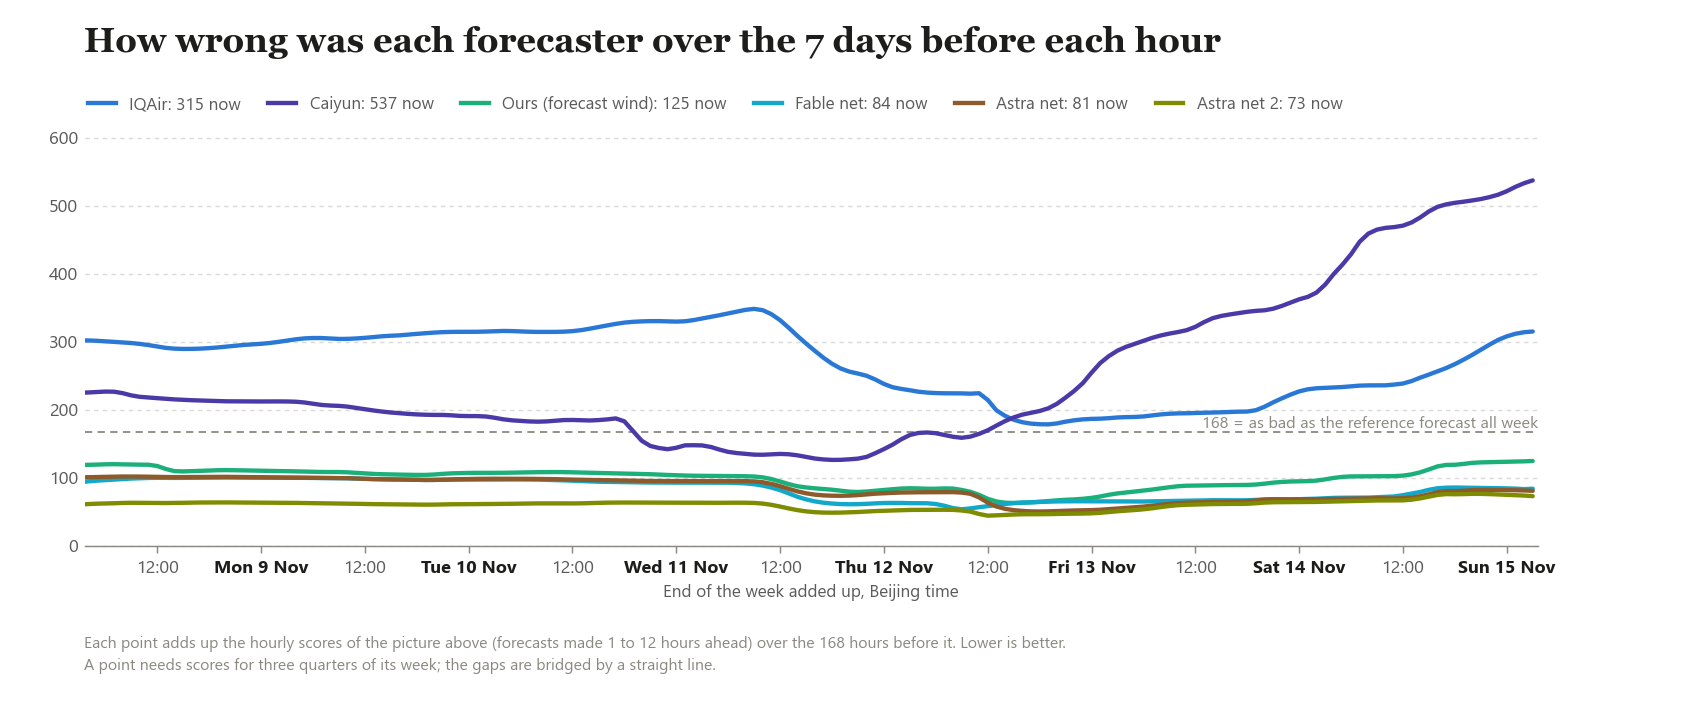 How wrong was each forecaster over the 7 days before each hour
IQAir: 315 now
Caiyun: 537 now
Ours (forecast wind): 125 now
Fable net: 84 now
Astra net: 81 now
Astra net 2: 73 now
600
500
400
300
200
168 = as bad as the reference forecast all week
100
0
12:00
Mon 9 Nov
12:00
Tue 10 Nov
12:00
Wed 11 Nov
12:00
Thu 12 Nov
12:00
Fri 13 Nov
12:00
Sat 14 Nov
12:00
Sun 15 Nov
End of the week added up, Beijing time
Each point adds up the hourly scores of the picture above (forecasts made 1 to 12 hours ahead) over the 168 hours before it. Lower is better.
A point needs scores for three quarters of its week; the gaps are bridged by a straight line.